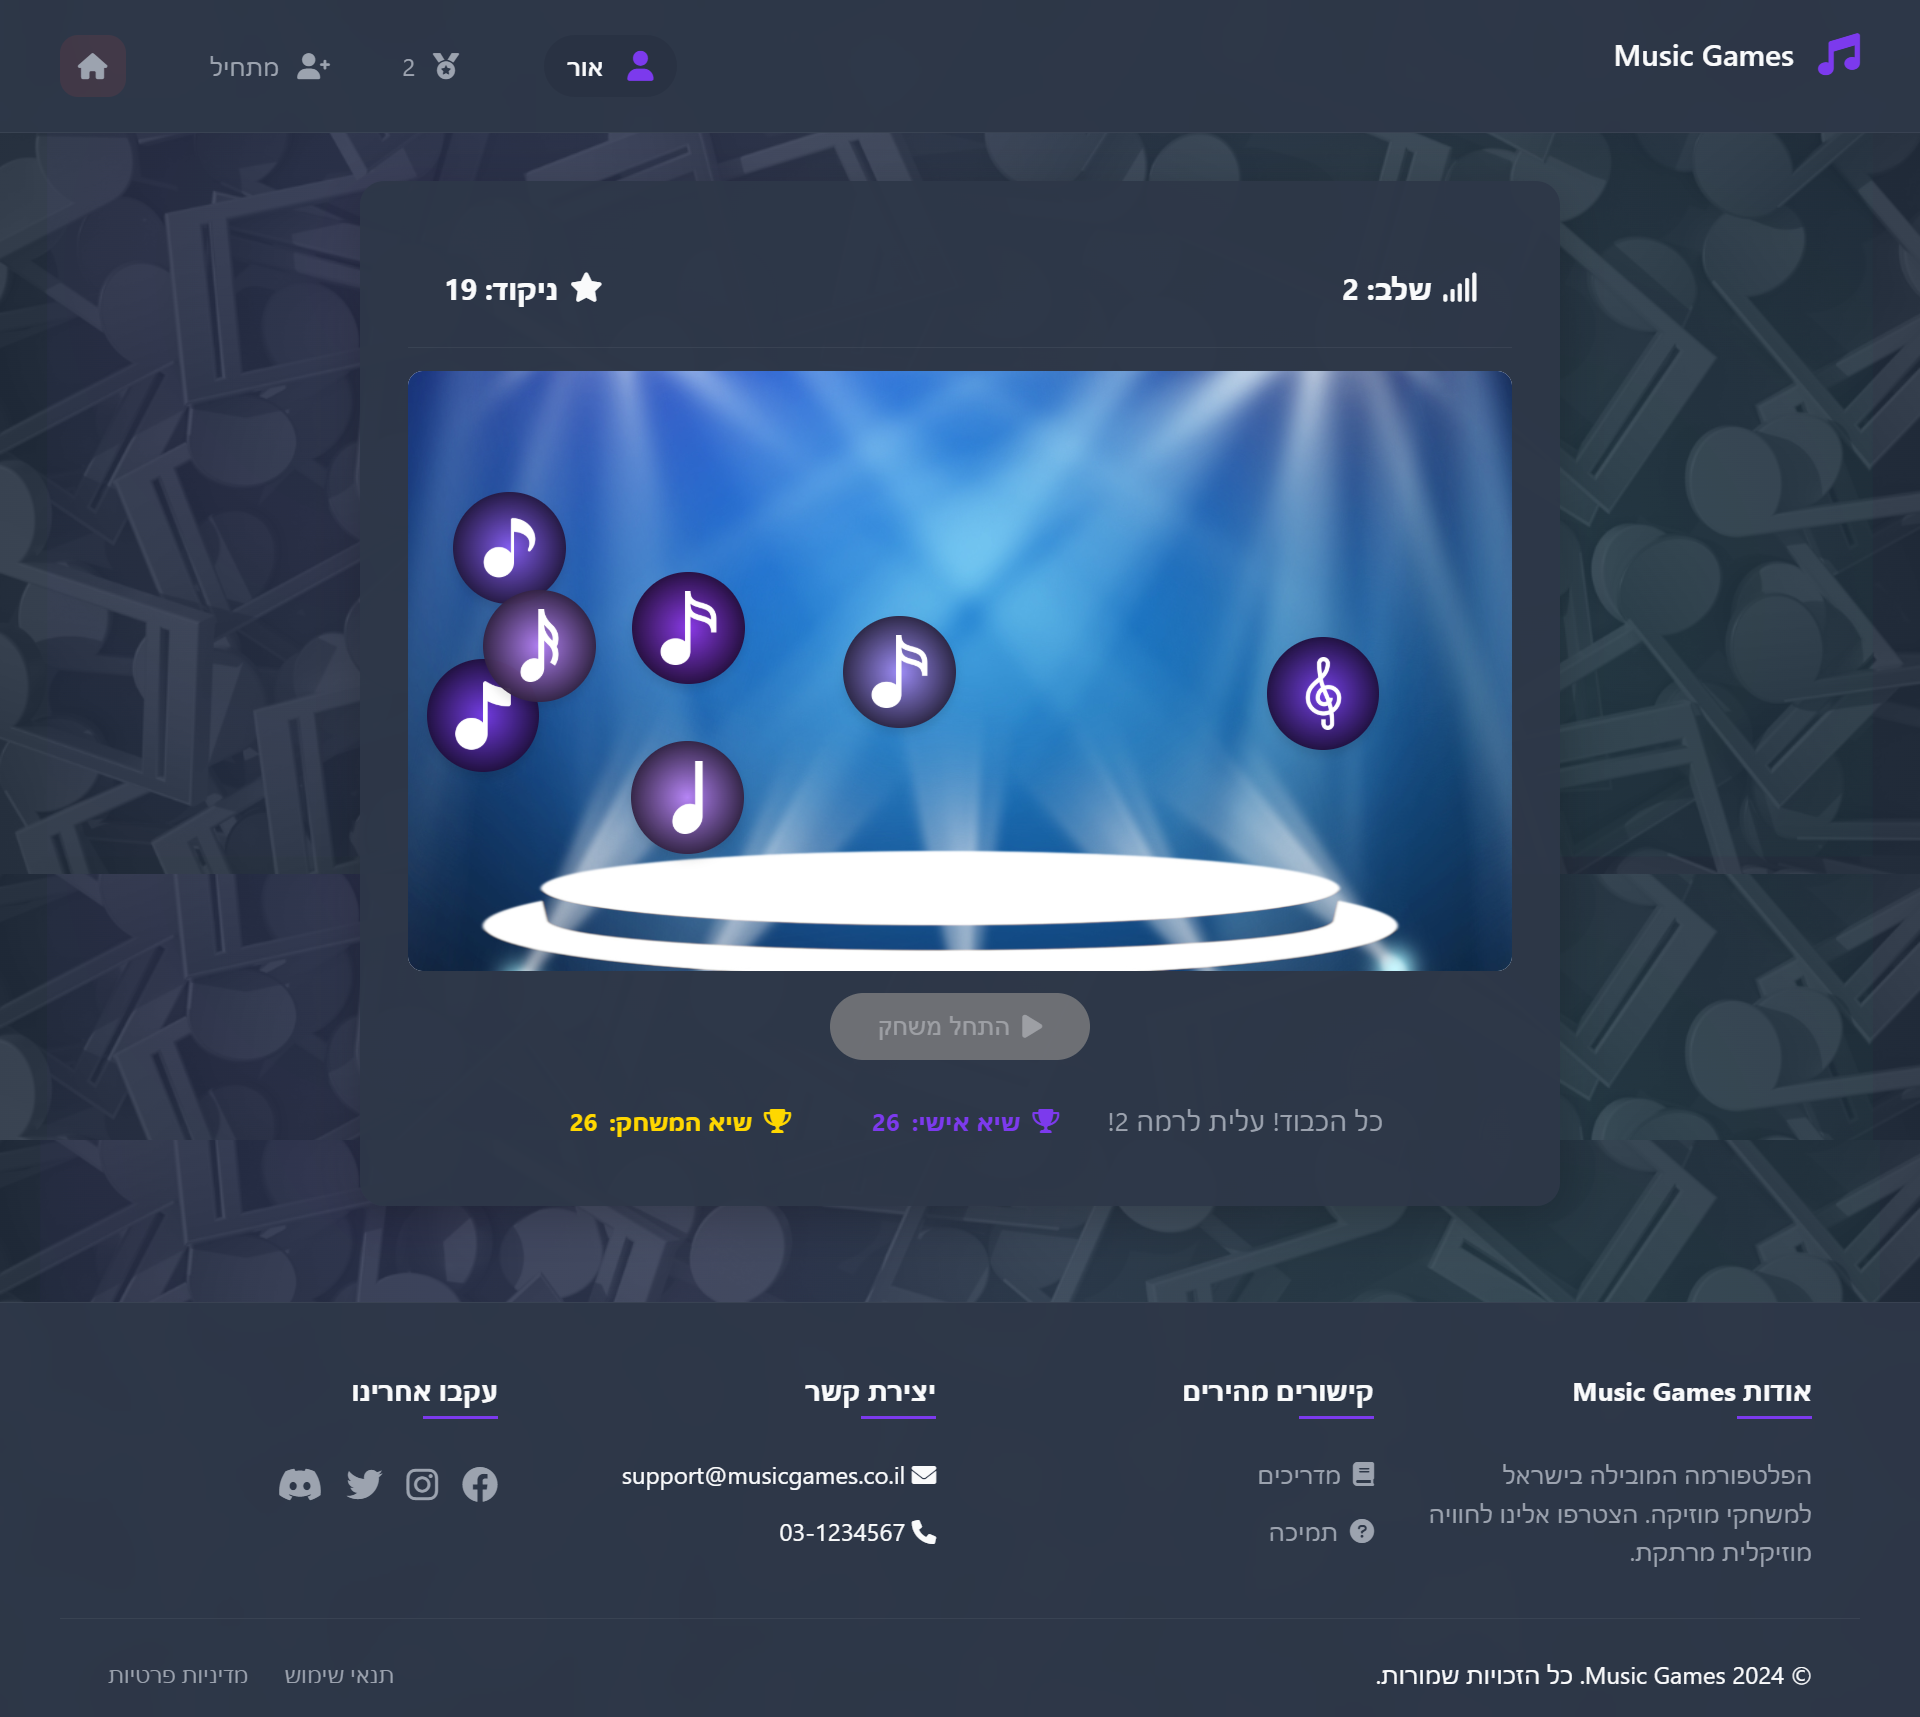 Music Games
אור
2
מתחיל
שלב: 2
ניקוד: 19
התחל משחק
כל הכבוד! עלית לרמה 2!
שיא אישי: 26
שיא המשחק: 26
אודות Music Games
הפלטפורמה המובילה בישראל
למשחקי מוזיקה. הצטרפו אלינו לחוויה
מוזיקלית מרתקת.
קישורים מהירים
מדריכים
תמיכה
יצירת קשר
support@musicgames.co.il
03-1234567
עקבו אחרינו
© 2024 Music Games. כל הזכויות שמורות.
תנאי שימוש
מדיניות פרטיות